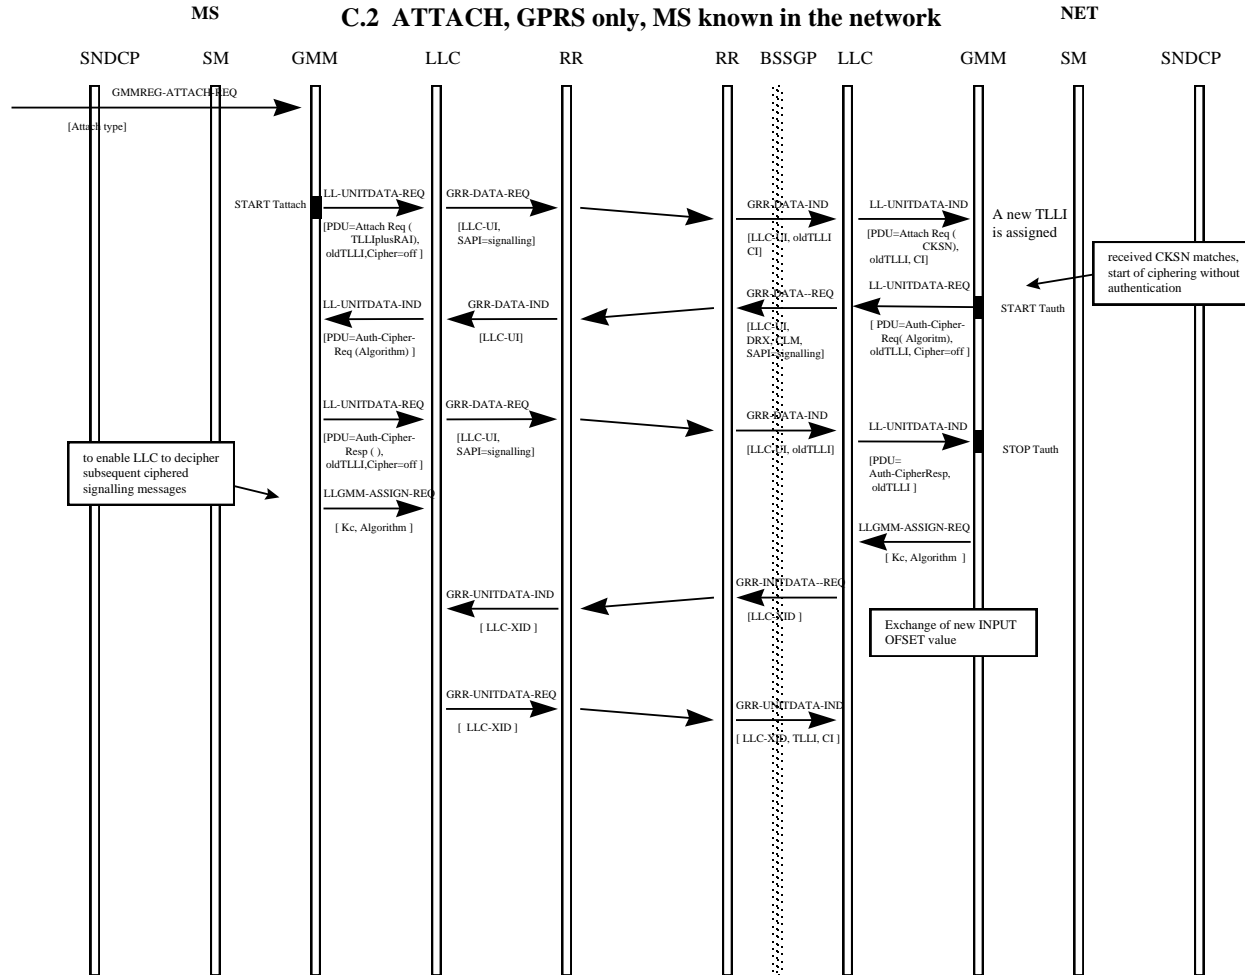 MS
C.2 ATTACH, GPRS only, MS known in the network
NET
SNDCP SM GMM LLC RR RR BSSGP LLC GMM SM SNDCP
GMMREG-ATTACH-REQ
[Attach type]
START Tattach
LL-UNITDATA-REQ
[PDU=Attach Req (
TLLIplusRAI),
oldTLLI,Cipher=off ]
GRR-DATA-REQ
[LLC-UI,
SAPI=signalling]
GRR-DATA-IND
[LLC-UI, oldTLLI
CI]
LL-UNITDATA-IND
[PDU=Attach Req (
CKSN),
oldTLLI, CI]
A new TLLI
is assigned
received CKSN matches,
start of ciphering without
authentication
LL-UNITDATA-IND
[PDU=Auth-Cipher-
Req (Algorithm) ]
GRR-DATA-IND
[LLC-UI]
GRR-DATA--REQ
[LLC-UI,
DRX, CLM,
SAPI=signalling]
LL-UNITDATA-REQ
[ PDU=Auth-Cipher-
Req( Algoritm),
oldTLLI, Cipher=off ]
START Tauth
LL-UNITDATA-REQ
[PDU=Auth-Cipher-
Resp ( ),
oldTLLI,Cipher=off ]
GRR-DATA-REQ
[LLC-UI,
SAPI=signalling]
GRR-DATA-IND
[LLC-UI, oldTLLI]
LL-UNITDATA-IND
[PDU=
Auth-CipherResp,
oldTLLI ]
STOP Tauth
to enable LLC to decipher
subsequent ciphered
signalling messages
LLGMM-ASSIGN-REQ
[ Kc, Algorithm ]
LLGMM-ASSIGN-REQ
[ Kc, Algorithm ]
GRR-UNITDATA-IND
[ LLC-XID ]
GRR-INITDATA--REQ
[LLC-XID ]
Exchange of new INPUT
OFSET value
GRR-UNITDATA-REQ
[ LLC-XID ]
GRR-UNITDATA-IND
[ LLC-XID, TLLI, CI ]